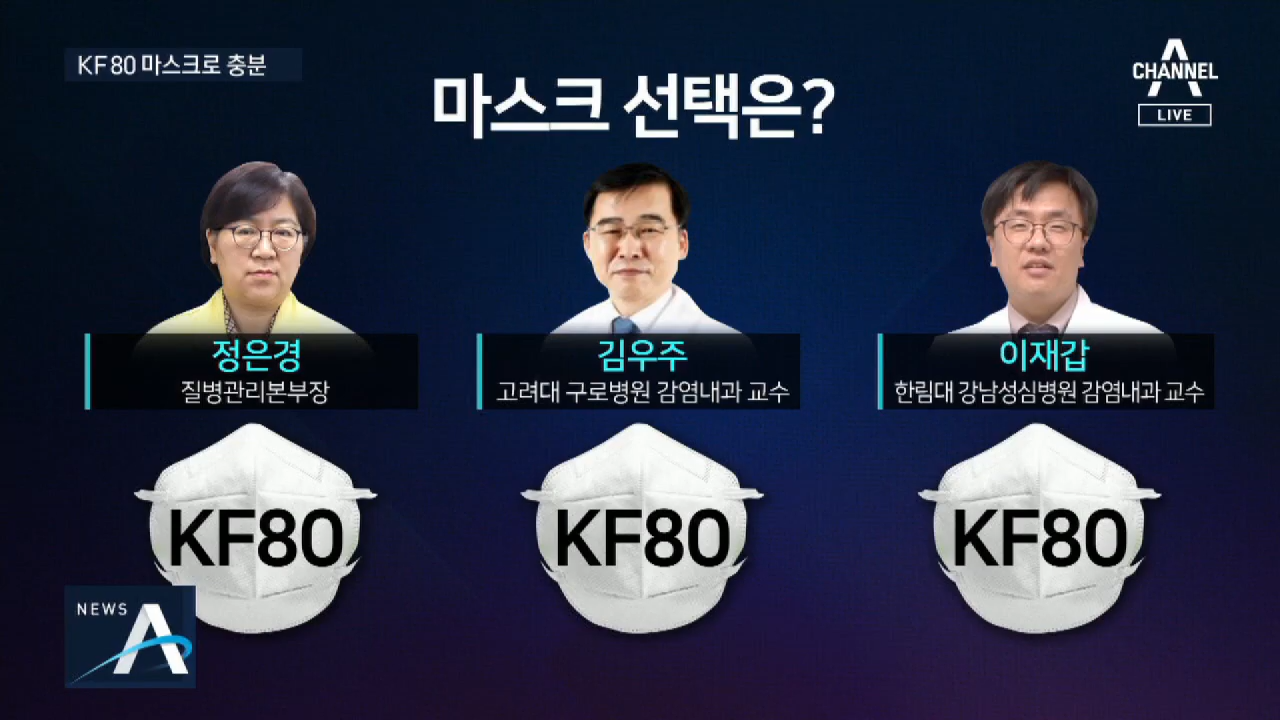 KF80 마스크로 충분
마스크 선택은?
CHANNEL A
LIVE
정은경
질병관리본부장
김우주
고려대 구로병원 감염내과 교수
이재갑
한림대 강남성심병원 감염내과 교수
KF80
KF80
KF80
NEWS A